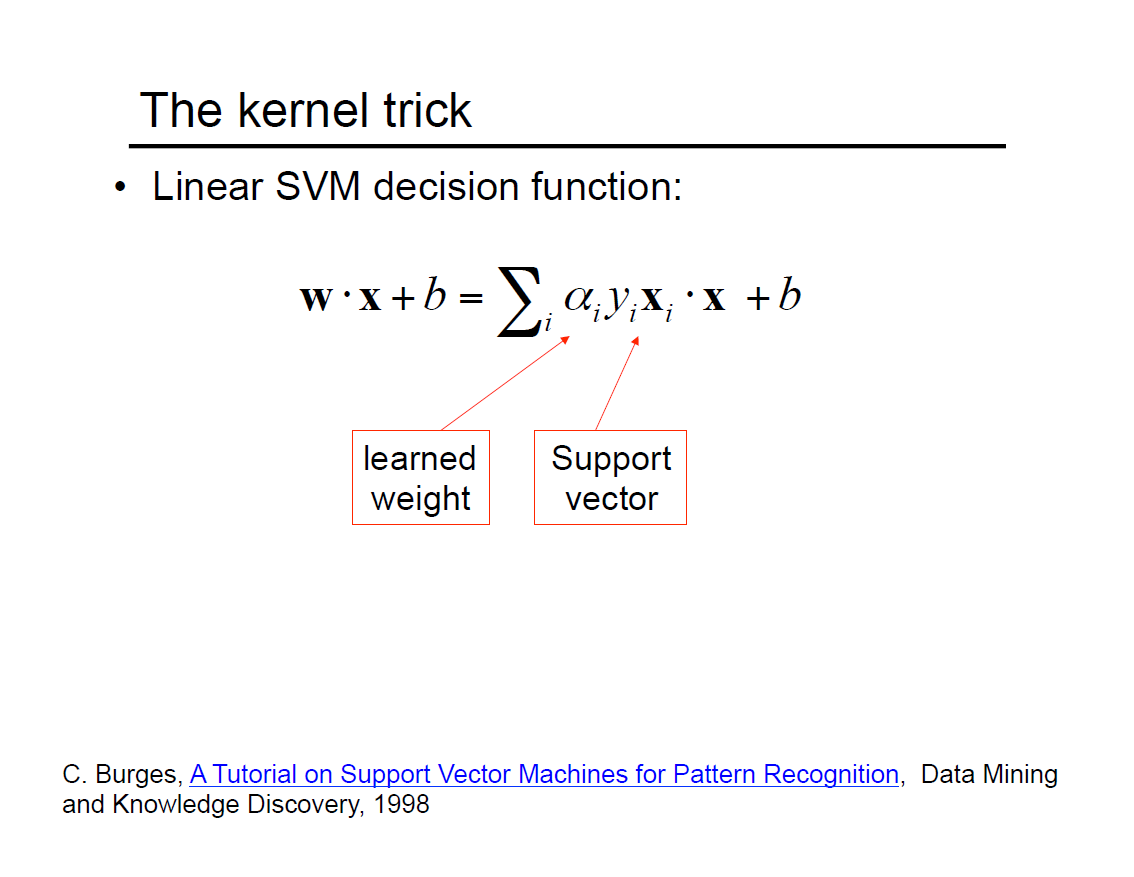 The kernel trick
• Linear SVM decision function:
w · x + b = ∑ᵢ αᵢ yᵢ xᵢ · x + b
learned
weight
Support
vector
C. Burges, A Tutorial on Support Vector Machines for Pattern Recognition, Data Mining
and Knowledge Discovery, 1998